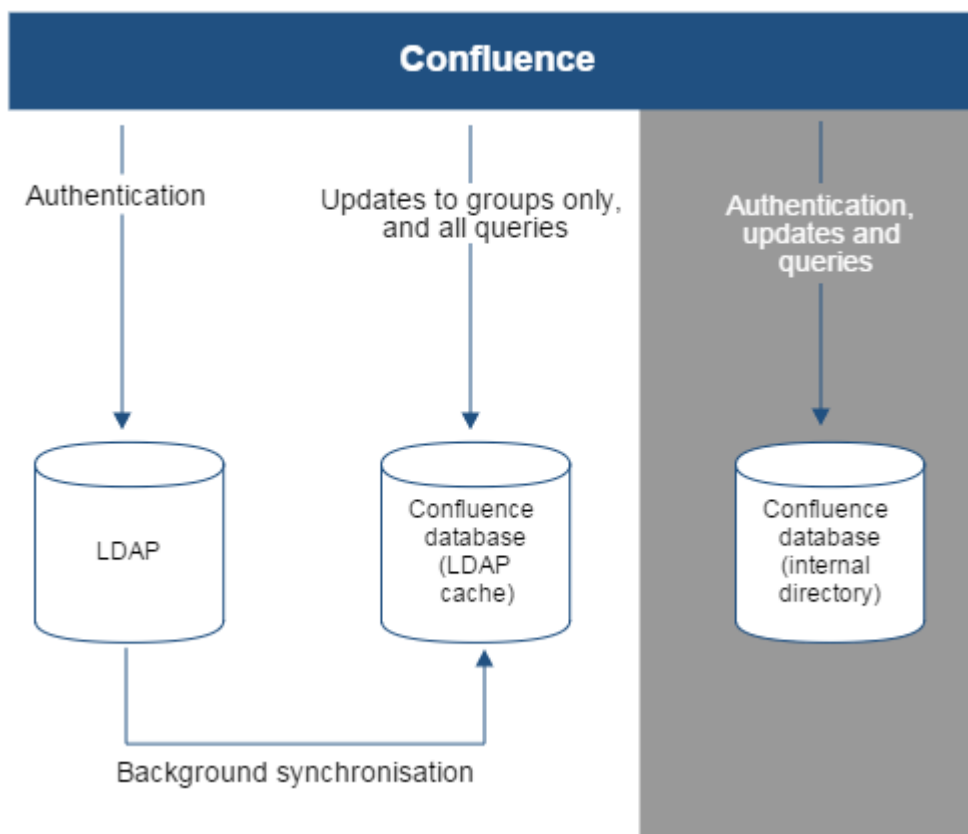 Confluence
Authentication
Updates to groups only,
and all queries
Authentication,
updates and
queries
LDAP
Confluence
database
(LDAP
cache)
Confluence
database
(internal
directory)
Background synchronisation